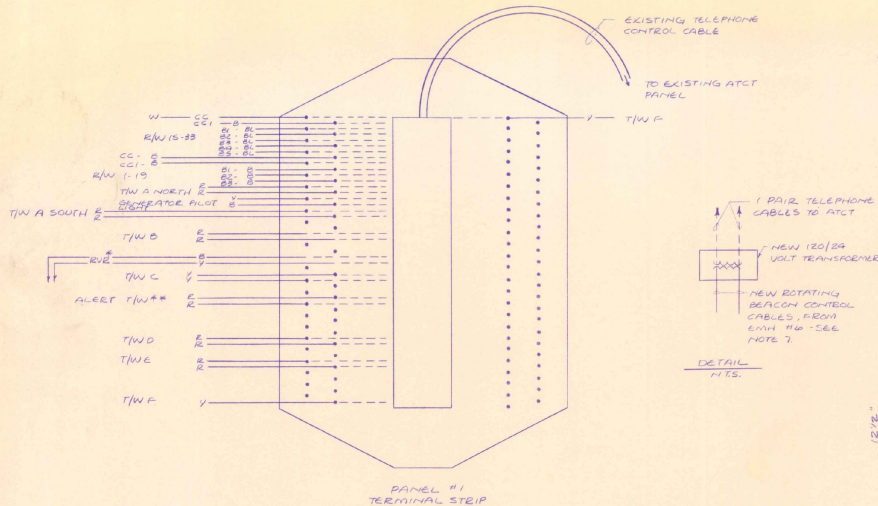 EXISTING TELEPHONE
CONTROL CABLE
TO EXISTING ATCT
PANEL
W CC
CC1 B
B1 - BL
B2 - BL
R/W 15-33 B3 - BL
B4 - BL
B5 - BL
CC - B
CC1 - B
B1 - B
R/W 1-19 B2 - B
B3 - B
T/W A NORTH R
R
GENERATOR PILOT Y
LIGHT B
T/W A SOUTH R
R
T/W B R
R
RVR* B
Y
T/W C Y
Y
ALERT T/W ** R
R
T/W D R
R
T/W E R
R
T/W F Y
Y T/W F
1 PAIR TELEPHONE
CABLES TO ATCT
NEW 120/24
VOLT TRANSFORMER
NEW ROTATING
BEACON CONTROL
CABLES, FROM
EMH #6 - SEE
NOTE 7.
DETAIL
N.T.S.
12 1/2"
PANEL #1
TERMINAL STRIP